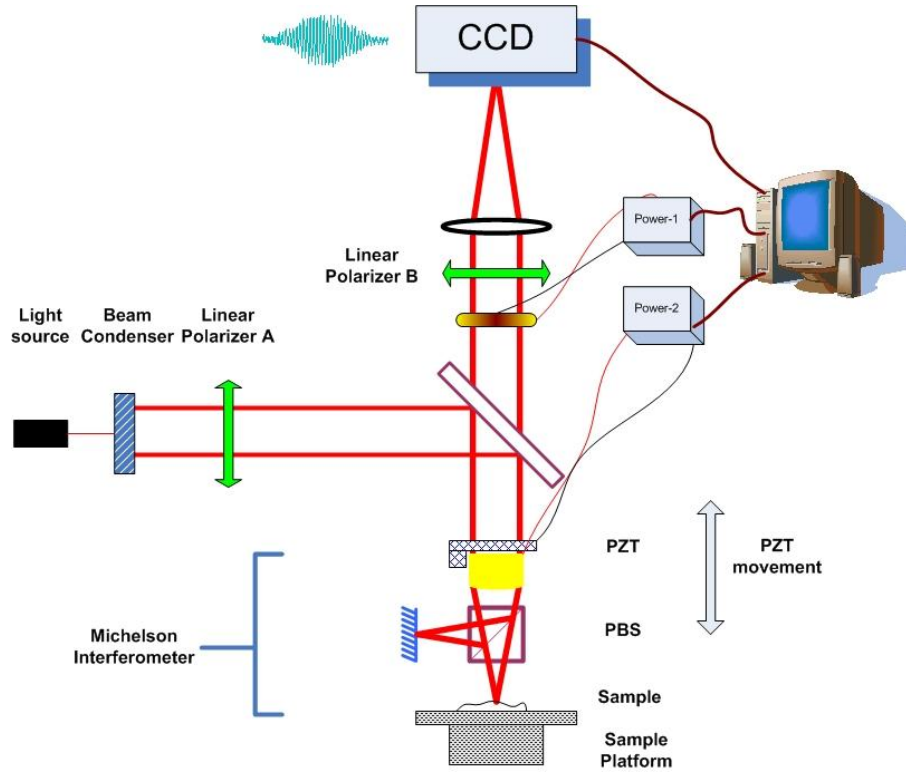 CCD
Power-1
Linear
Polarizer B
Power-2
Light
source
Beam
Condenser
Linear
Polarizer A
PZT
PZT
movement
Michelson
Interferometer
PBS
Sample
Sample
Platform